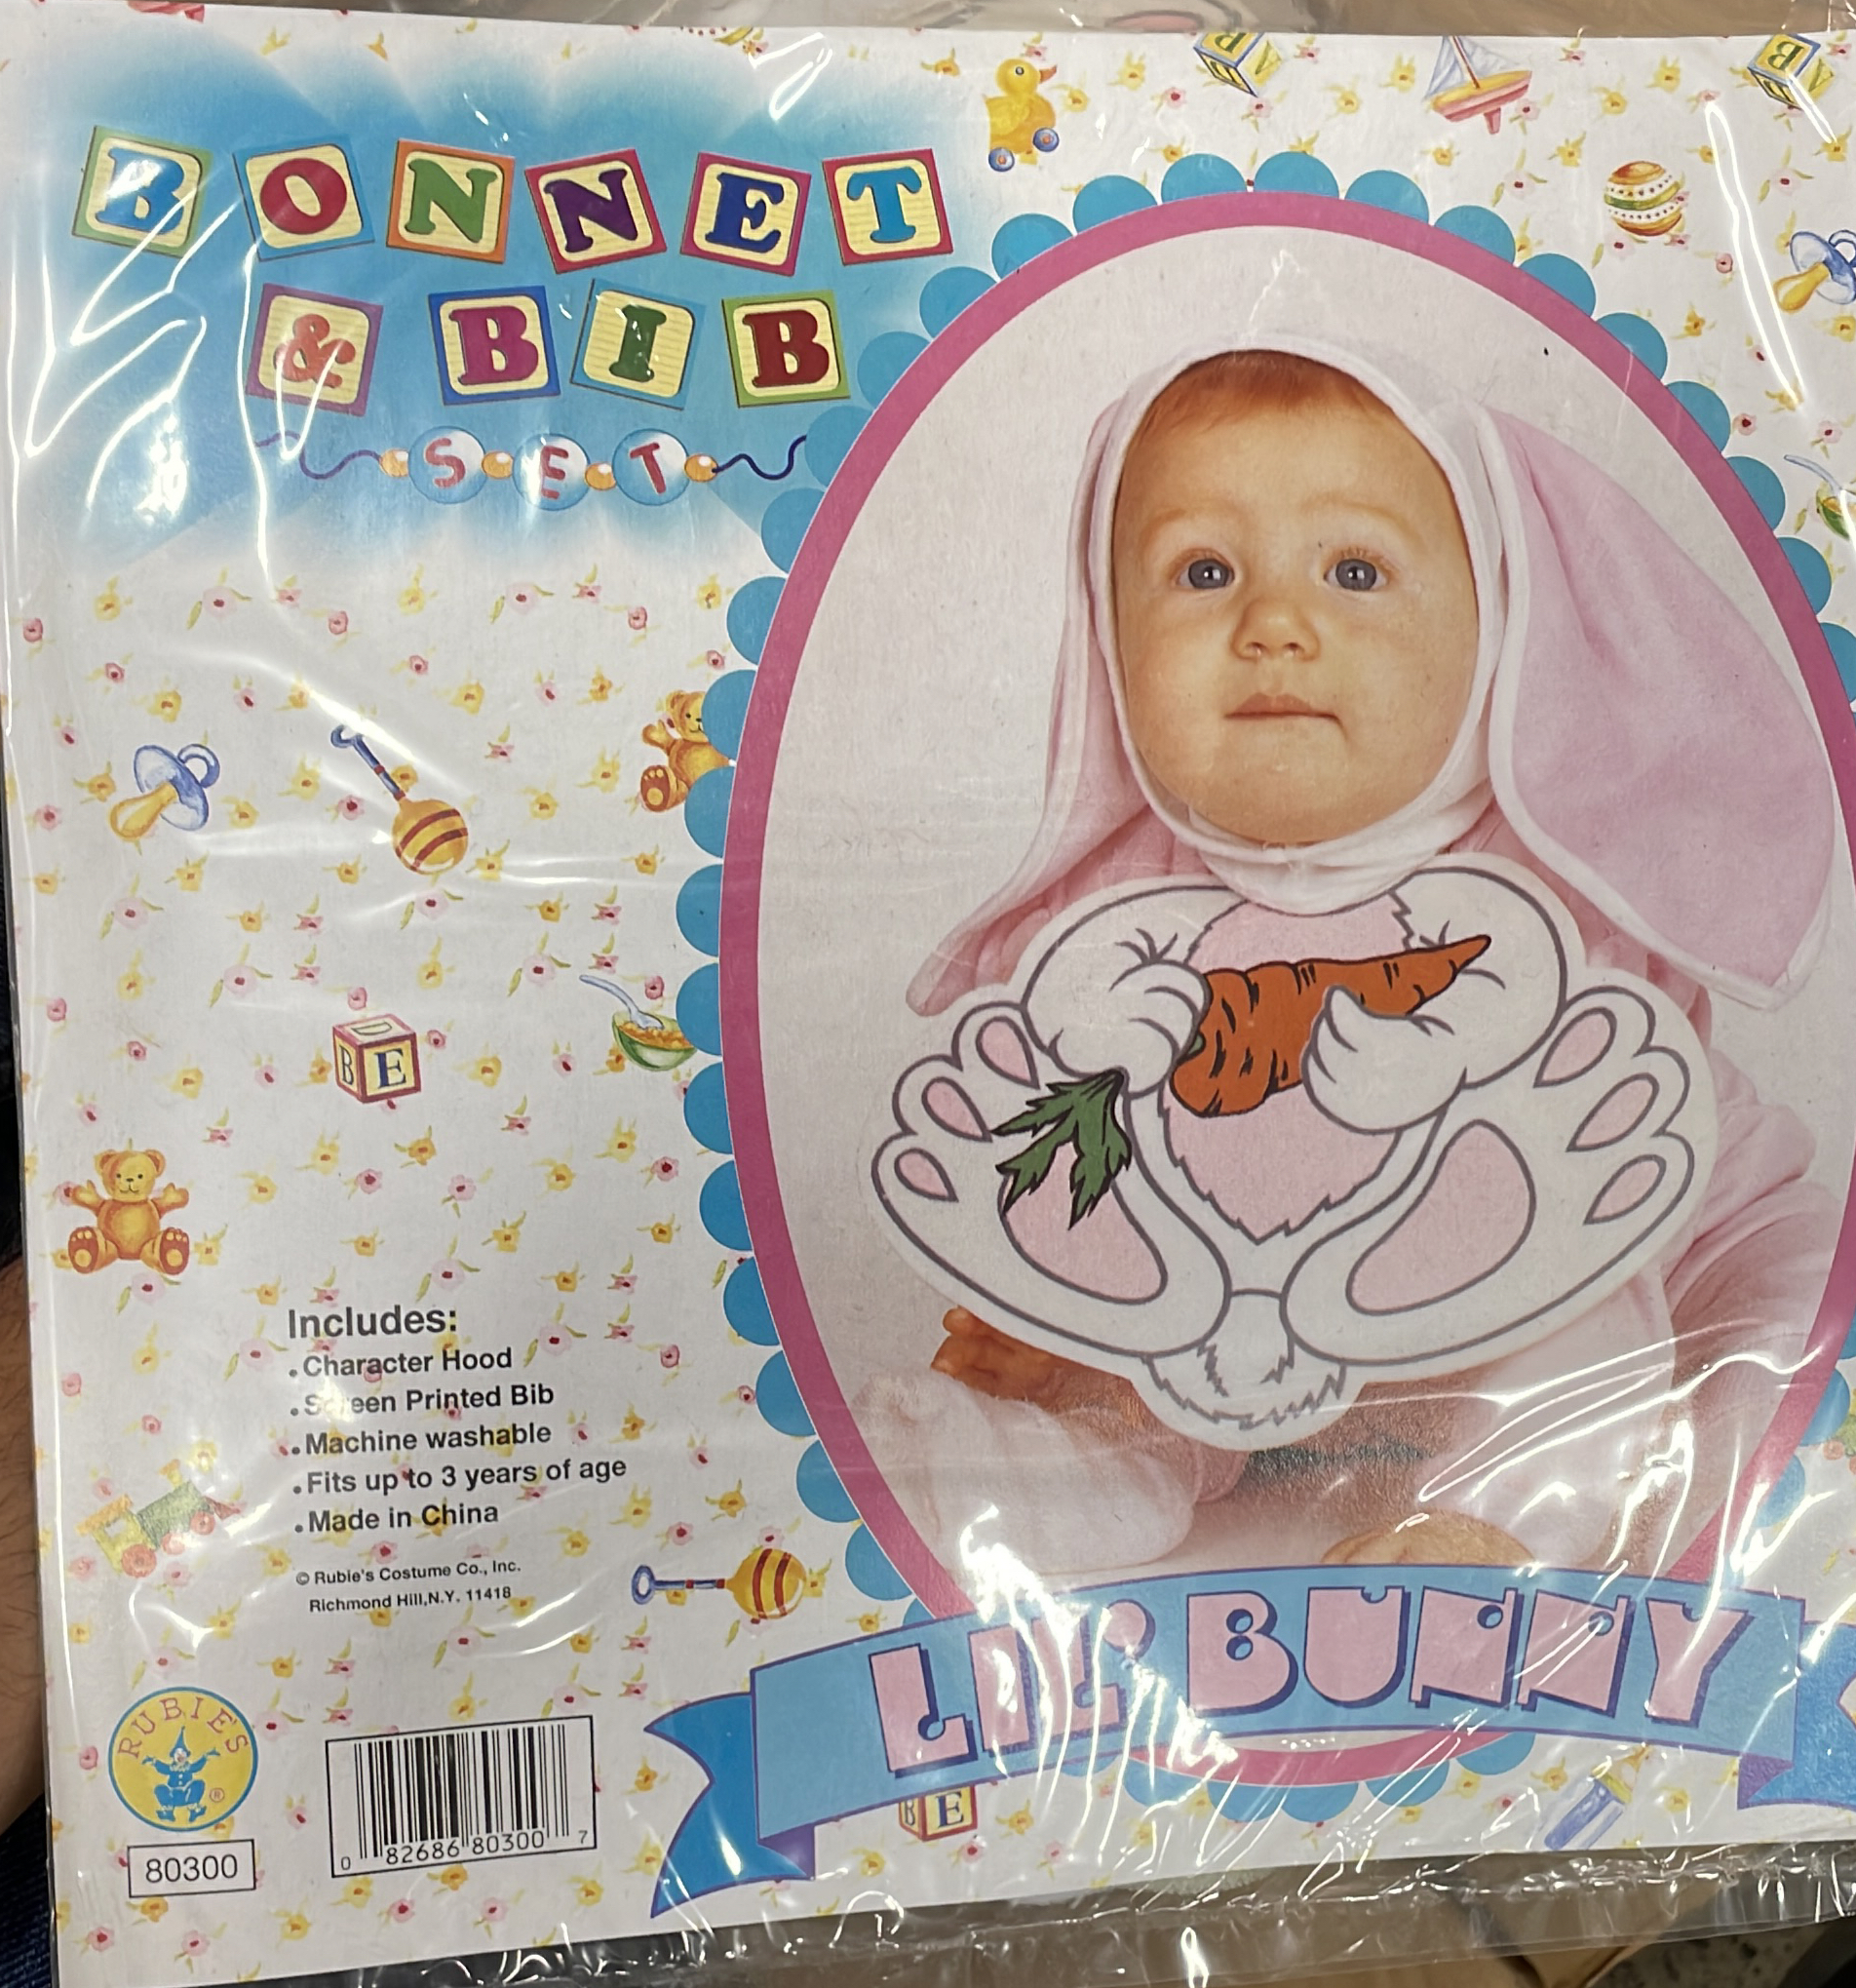 BONNET
& BIB
SET
Includes:
. Character Hood
. Screen Printed Bib
. Machine washable
. Fits up to 3 years of age
. Made in China
© Rubie's Costume Co., Inc.
Richmond Hill,N.Y. 11418
LIL' BUNNY
RUBIE'S
®
80300
0 82686 80300 7
B E
B E